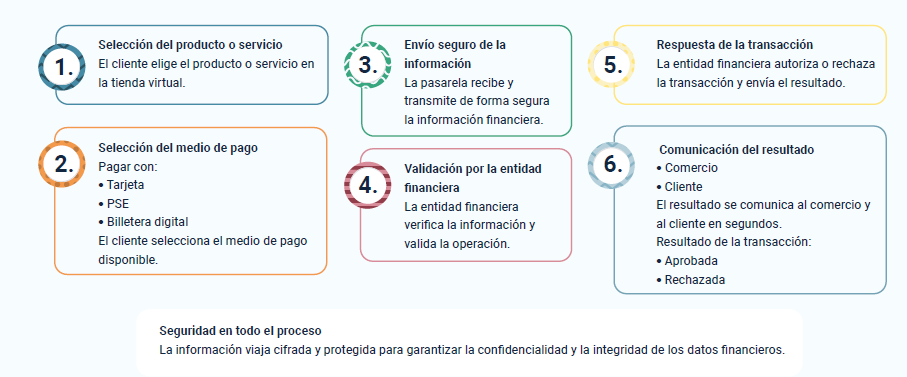 1.
Selección del producto o servicio
El cliente elige el producto o servicio en
la tienda virtual.
2.
Selección del medio de pago
Pagar con:
• Tarjeta
• PSE
• Billetera digital
El cliente selecciona el medio de pago
disponible.
3.
Envío seguro de la
información
La pasarela recibe y
transmite de forma segura
la información financiera.
4.
Validación por la entidad
financiera
La entidad financiera
verifica la información y
valida la operación.
5.
Respuesta de la transacción
La entidad financiera autoriza o rechaza
la transacción y envía el resultado.
6.
Comunicación del resultado
• Comercio
• Cliente
El resultado se comunica al comercio y
al cliente en segundos.
Resultado de la transacción:
• Aprobada
• Rechazada
Seguridad en todo el proceso
La información viaja cifrada y protegida para garantizar la confidencialidad y la integridad de los datos financieros.